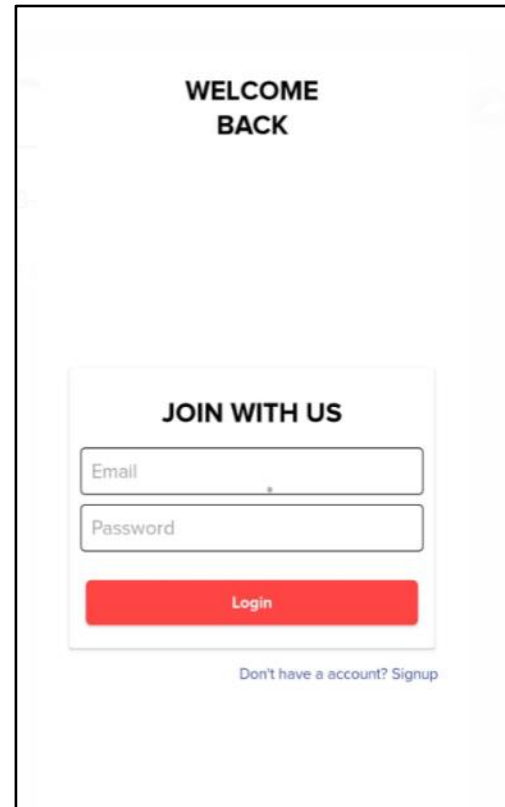 WELCOME
BACK
JOIN WITH US
Email
Password
Login
Don't have a account? Signup